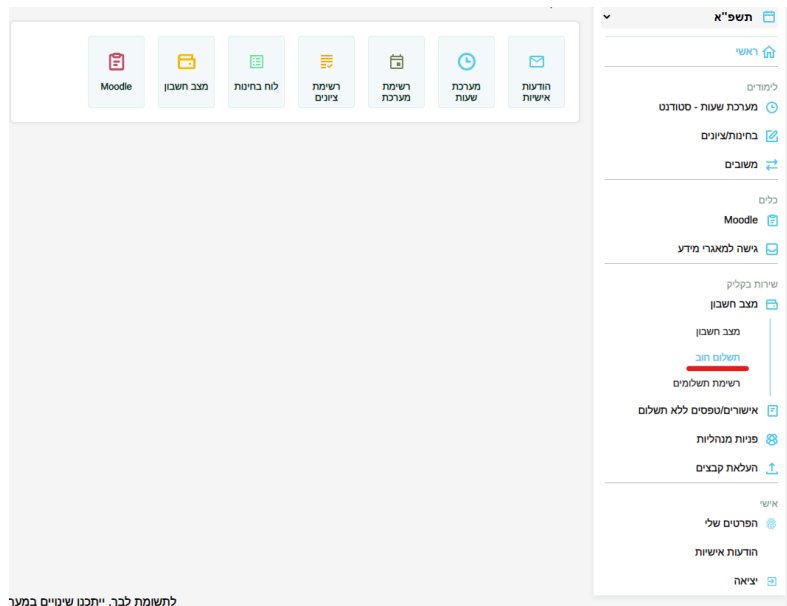 תשפ"א
ראשי
לימודים
מערכת שעות - סטודנט
בחינות/ציונים
משובים
כלים
Moodle
גישה למאגרי מידע
שירות בקליק
מצב חשבון
מצב חשבון
תשלום חוב
רשימת תשלומים
אישורים/טפסים ללא תשלום
פניות מנהליות
העלאת קבצים
אישי
הפרטים שלי
הודעות אישיות
יציאה
הודעות
אישיות
מערכת
שעות
רשימת
מערכת
רשימת
ציונים
לוח בחינות
מצב חשבון
Moodle
לתשומת לבך, ייתכנו שינויים